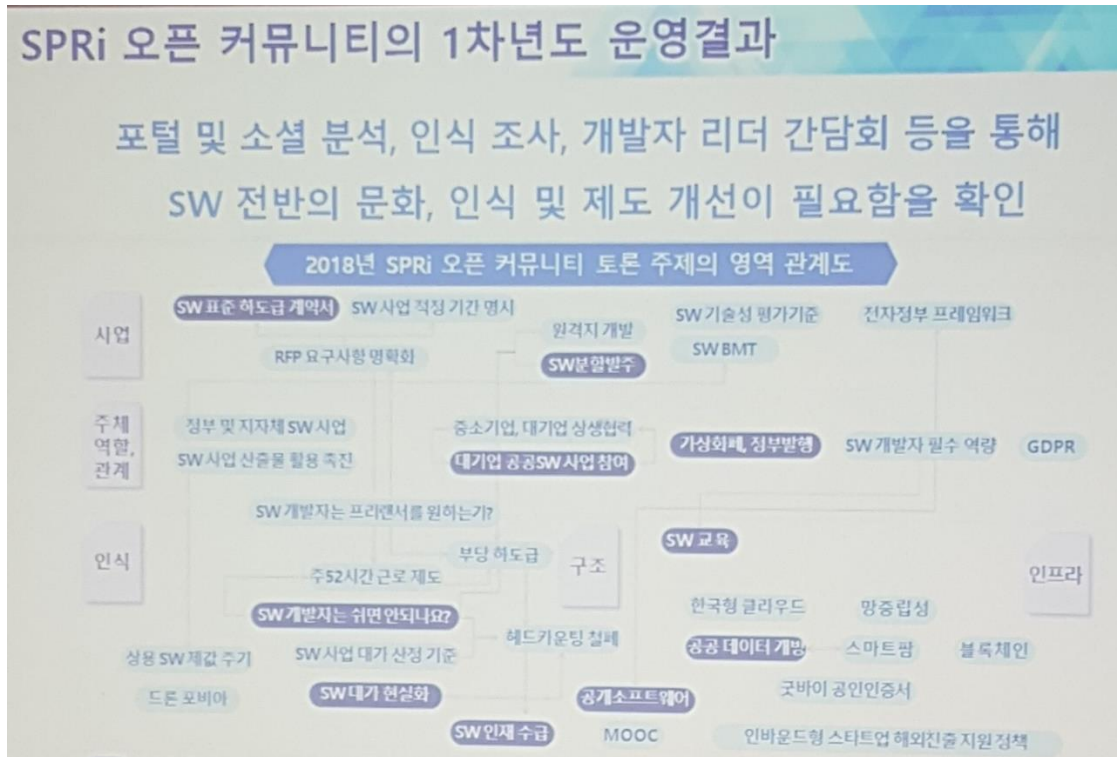 SPRi 오픈 커뮤니티의 1차년도 운영결과
포털 및 소셜 분석, 인식 조사, 개발자 리더 간담회 등을 통해
SW 전반의 문화, 인식 및 제도 개선이 필요함을 확인
2018년 SPRi 오픈 커뮤니티 토론 주제의 영역 관계도
사업
SW 표준 하도급 계약서
SW 사업 적정 기간 명시
원격지 개발
SW 기술성 평가기준
전자정부 프레임워크
RFP 요구사항 명확화
SW분할발주
SW BMT
주체
역할,
관계
정부 및 지자체 SW 사업
중소기업, 대기업 상생협력
가상화폐, 정부발행
SW 개발자 필수 역량
GDPR
SW 사업 산출물 활용 촉진
대기업 공공SW 사업 참여
SW 개발자는 프리랜서를 원하는가?
인식
부당 하도급
구조
SW 교육
인프라
주52시간 근로 제도
SW 개발자는 쉬면 안되나요?
한국형 클라우드
망중립성
헤드카운팅 철폐
상용 SW 제값 주기
SW 사업 대가 산정 기준
공공 데이터 개방
스마트팜
블록체인
드론 포비아
SW 대가 현실화
공개소프트웨어
굿바이 공인인증서
SW 인재 수급
MOOC
인바운드형 스타트업 해외진출 지원 정책